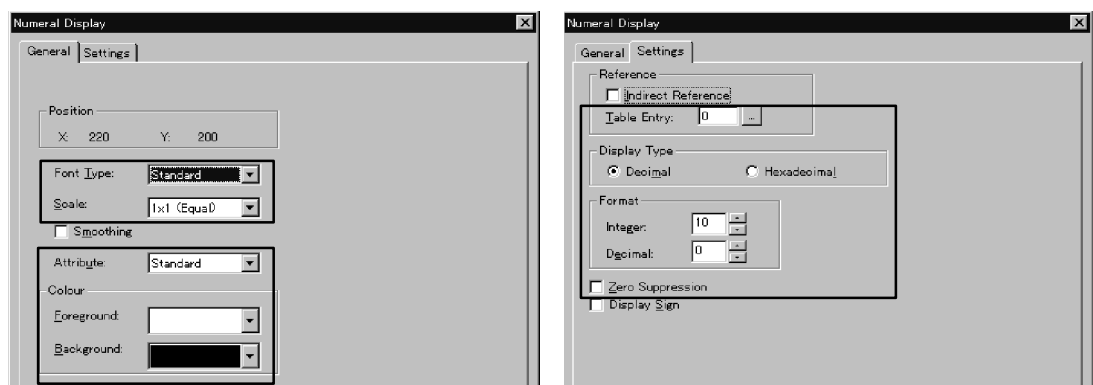 Numeral Display
General Settings
Position
X: 220 Y: 200
Font Type: Standard
Scale: 1x1 (Equal)
Smoothing
Attribute: Standard
Colour
Foreground:
Background:
Numeral Display
General Settings
Reference
Indirect Reference
Table Entry: 0 ...
Display Type
Decimal Hexadecimal
Format
Integer: 10
Decimal: 0
Zero Suppression
Display Sign